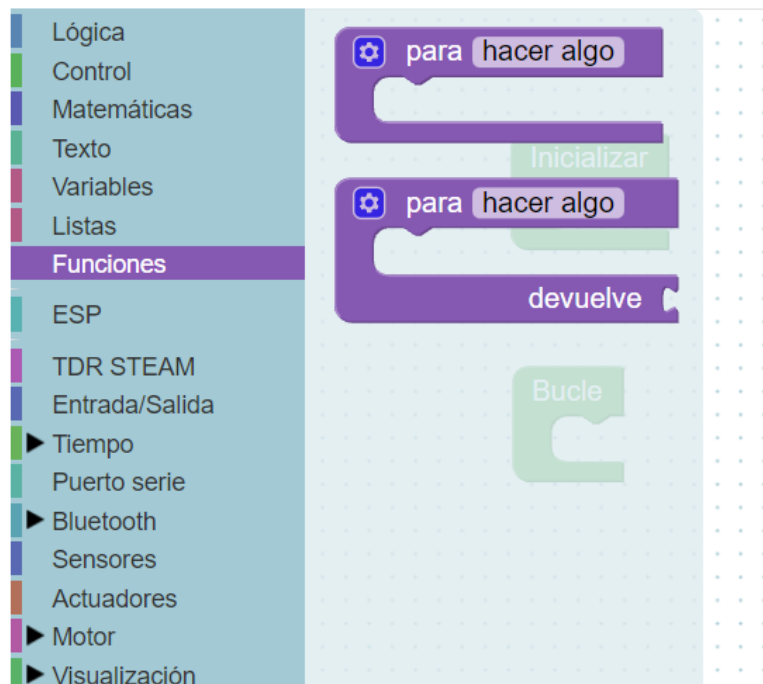 Lógica
Control
Matemáticas
Texto
Variables
Listas
Funciones
ESP
TDR STEAM
Entrada/Salida
Tiempo
Puerto serie
Bluetooth
Sensores
Actuadores
Motor
Visualización
para hacer algo
Inicializar
para hacer algo
devuelve
Bucle